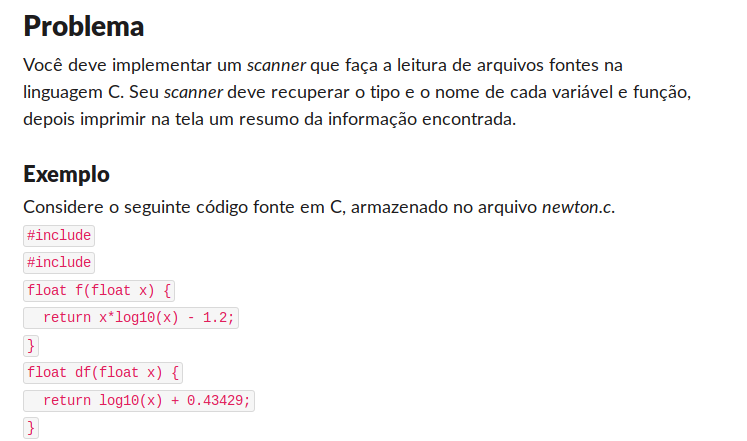 Problema
Você deve implementar um scanner que faça a leitura de arquivos fontes na
linguagem C. Seu scanner deve recuperar o tipo e o nome de cada variável e função,
depois imprimir na tela um resumo da informação encontrada.
Exemplo
Considere o seguinte código fonte em C, armazenado no arquivo newton.c.
#include
#include
float f(float x) {
  return x*log10(x) - 1.2;
}
float df(float x) {
  return log10(x) + 0.43429;
}